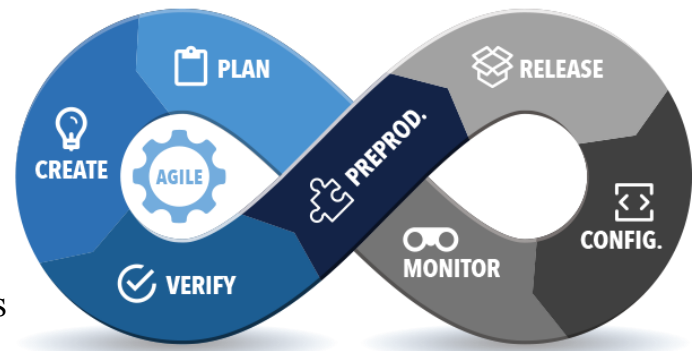 PLAN
RELEASE
PREPROD.
CREATE
AGILE
CONFIG.
MONITOR
VERIFY
s